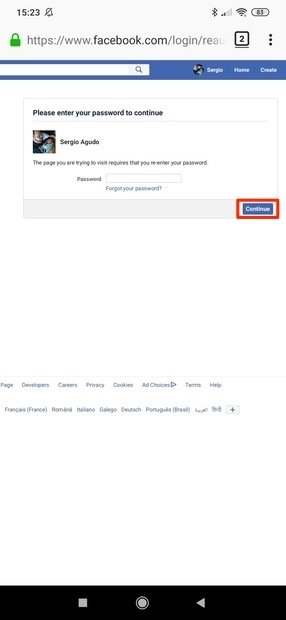 15:23
83
https://www.facebook.com/login/reau
2
Sergio Home Create
Please enter your password to continue
Sergio Agudo
The page you are trying to visit requires that you re-enter your password.
Password
Forgot your password?
Continue
Page Developers Careers Privacy Cookies Ad Choices Terms Help
Français (France) Română Italiano Galego Deutsch Português (Brasil) العربية हिन्दी +